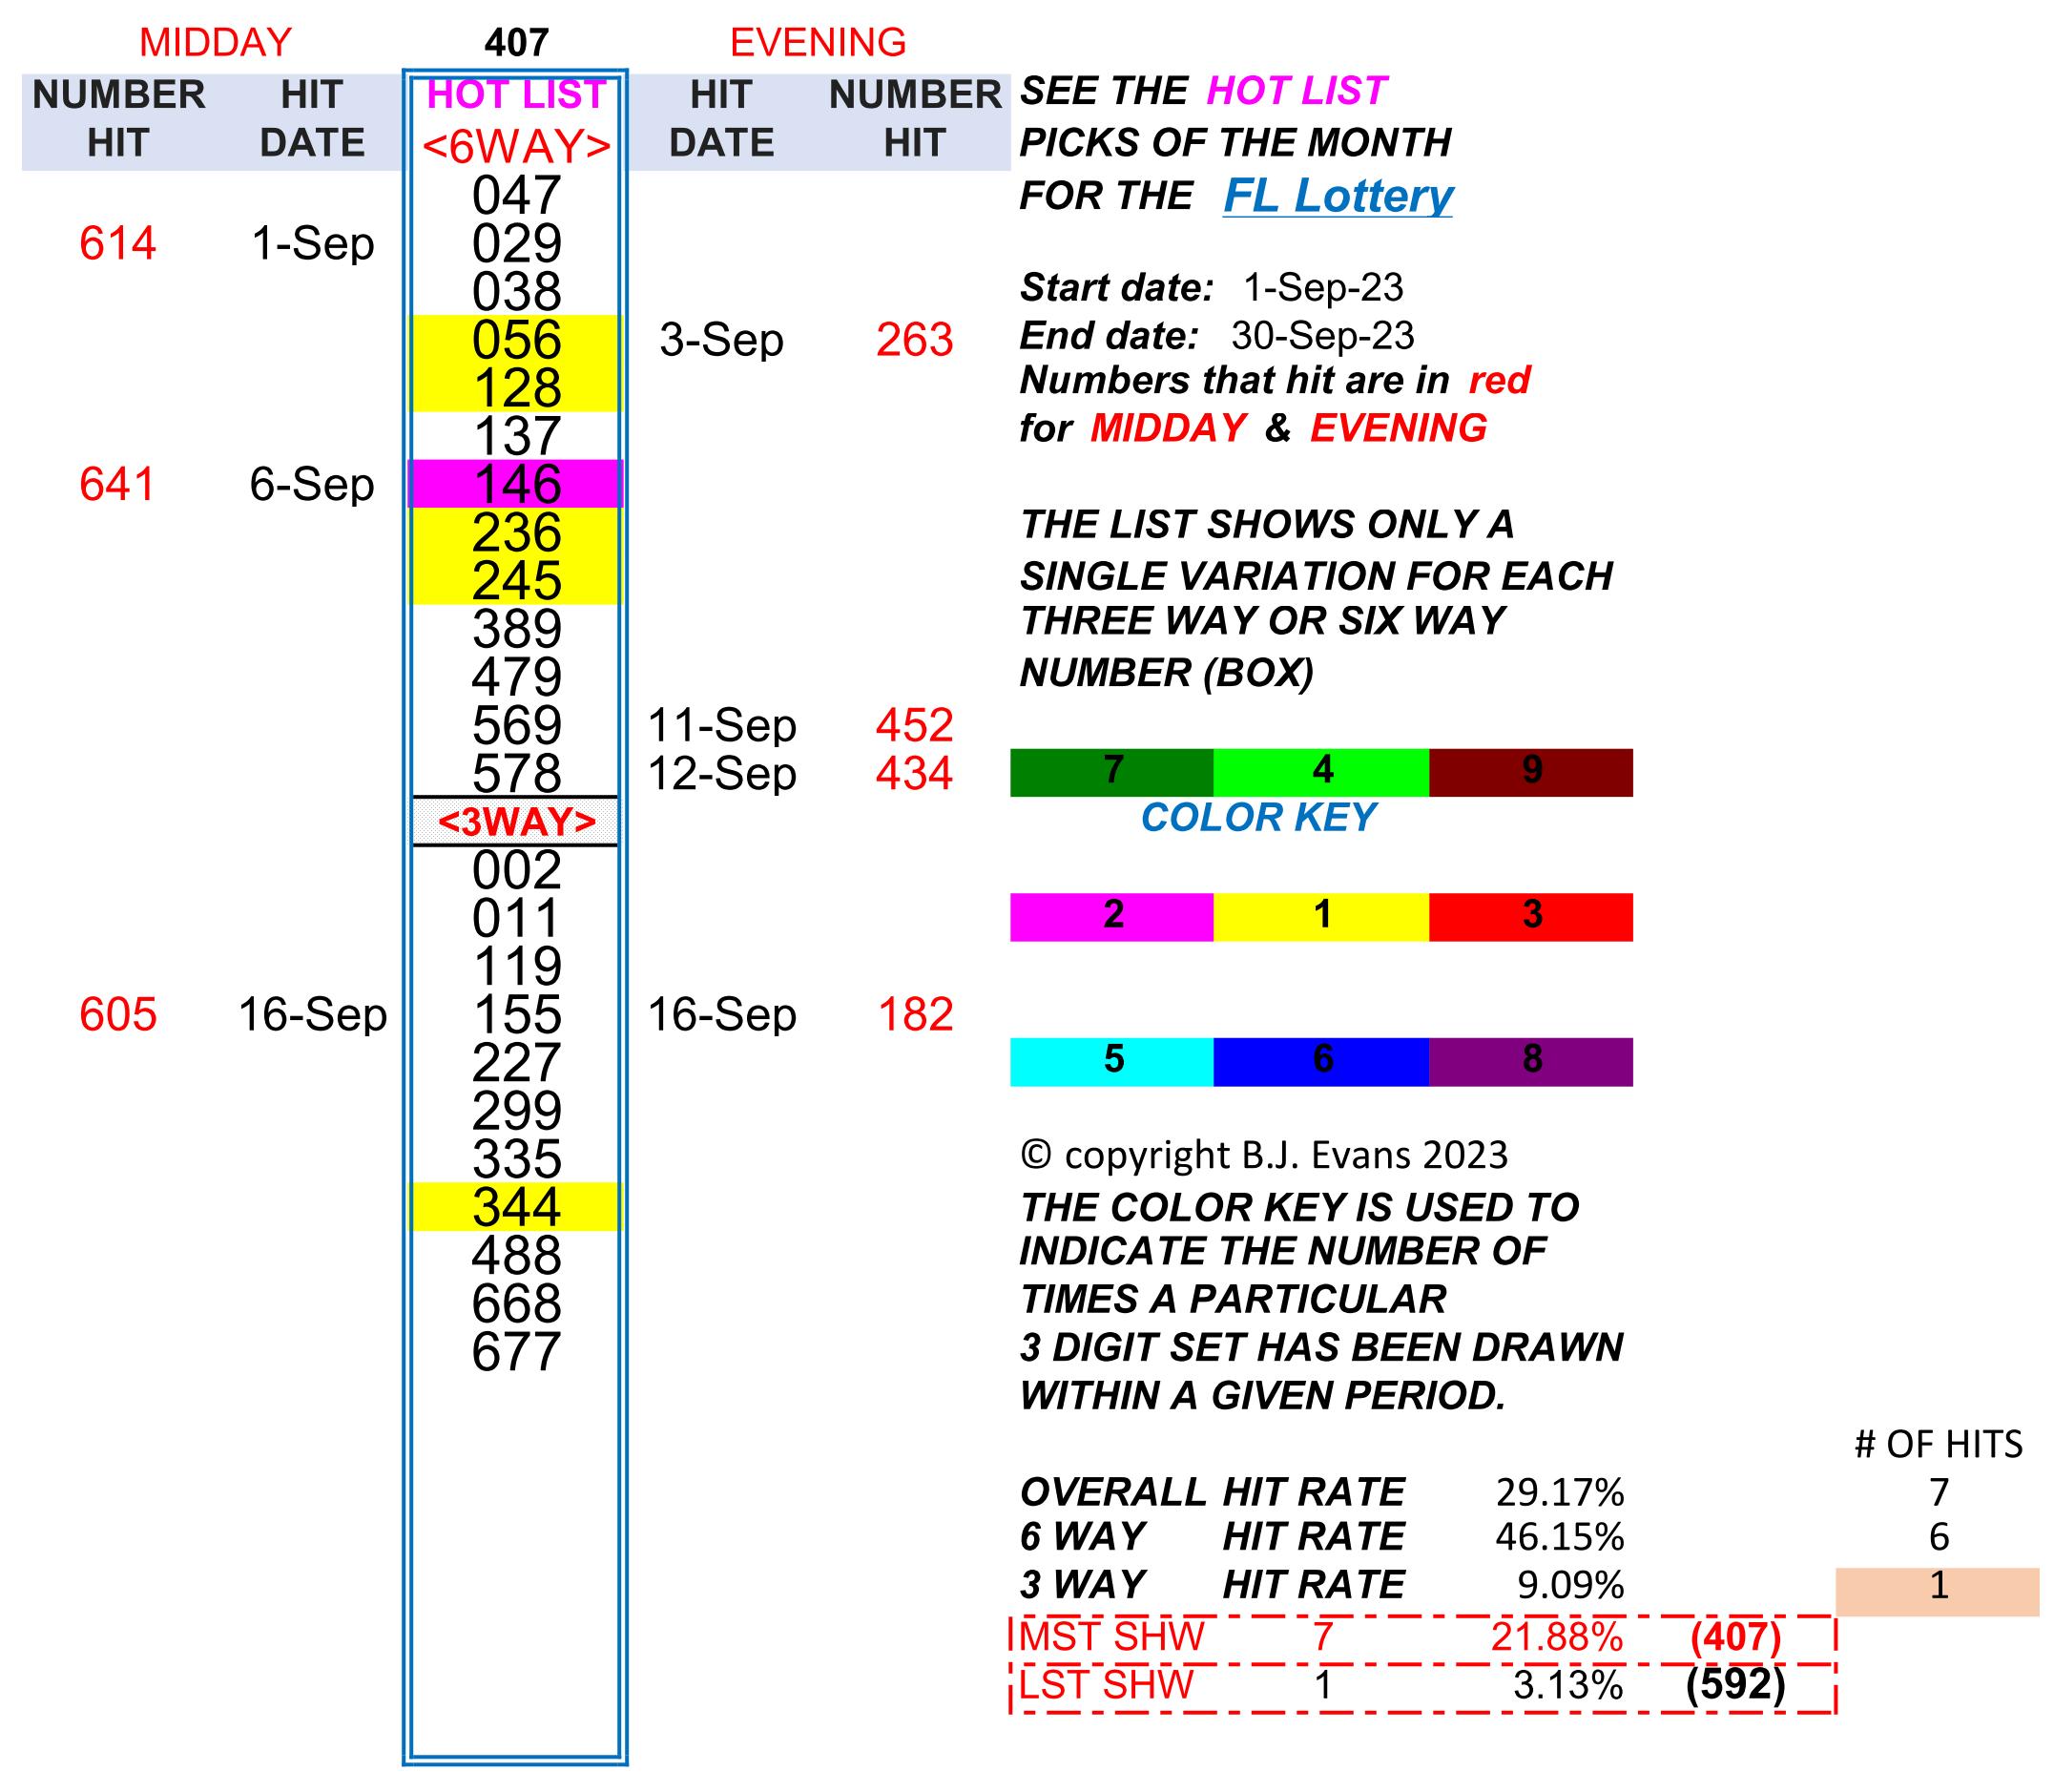 MIDDAY 407 EVENING
NUMBER HIT HOT LIST HIT NUMBER
HIT DATE <6WAY> DATE HIT
047
614 1-Sep 029
038
056 3-Sep 263
128
137
641 6-Sep 146
236
245
389
479
569 11-Sep 452
578 12-Sep 434
<3WAY>
002
011
119
605 16-Sep 155 16-Sep 182
227
299
335
344
488
668
677
SEE THE HOT LIST
PICKS OF THE MONTH
FOR THE FL Lottery
Start date: 1-Sep-23
End date: 30-Sep-23
Numbers that hit are in red
for MIDDAY & EVENING
THE LIST SHOWS ONLY A
SINGLE VARIATION FOR EACH
THREE WAY OR SIX WAY
NUMBER (BOX)
7 4 9
COLOR KEY
2 1 3
5 6 8
© copyright B.J. Evans 2023
THE COLOR KEY IS USED TO
INDICATE THE NUMBER OF
TIMES A PARTICULAR
3 DIGIT SET HAS BEEN DRAWN
WITHIN A GIVEN PERIOD.
# OF HITS
OVERALL HIT RATE 29.17% 7
6 WAY HIT RATE 46.15% 6
3 WAY HIT RATE 9.09% 1
MST SHW 7 21.88% (407)
LST SHW 1 3.13% (592)